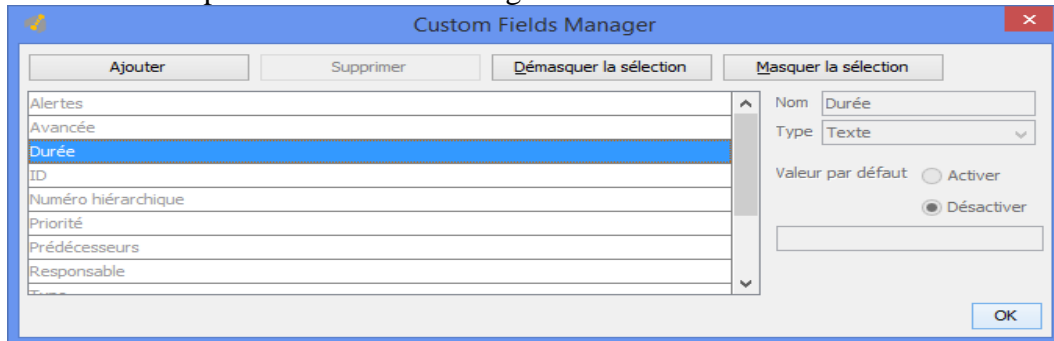 Custom Fields Manager
Ajouter
Supprimer
Démasquer la sélection
Masquer la sélection
Alertes
Avancée
Durée
ID
Numéro hiérarchique
Priorité
Prédécesseurs
Responsable
Nom Durée
Type Texte
Valeur par défaut Activer
Désactiver
OK